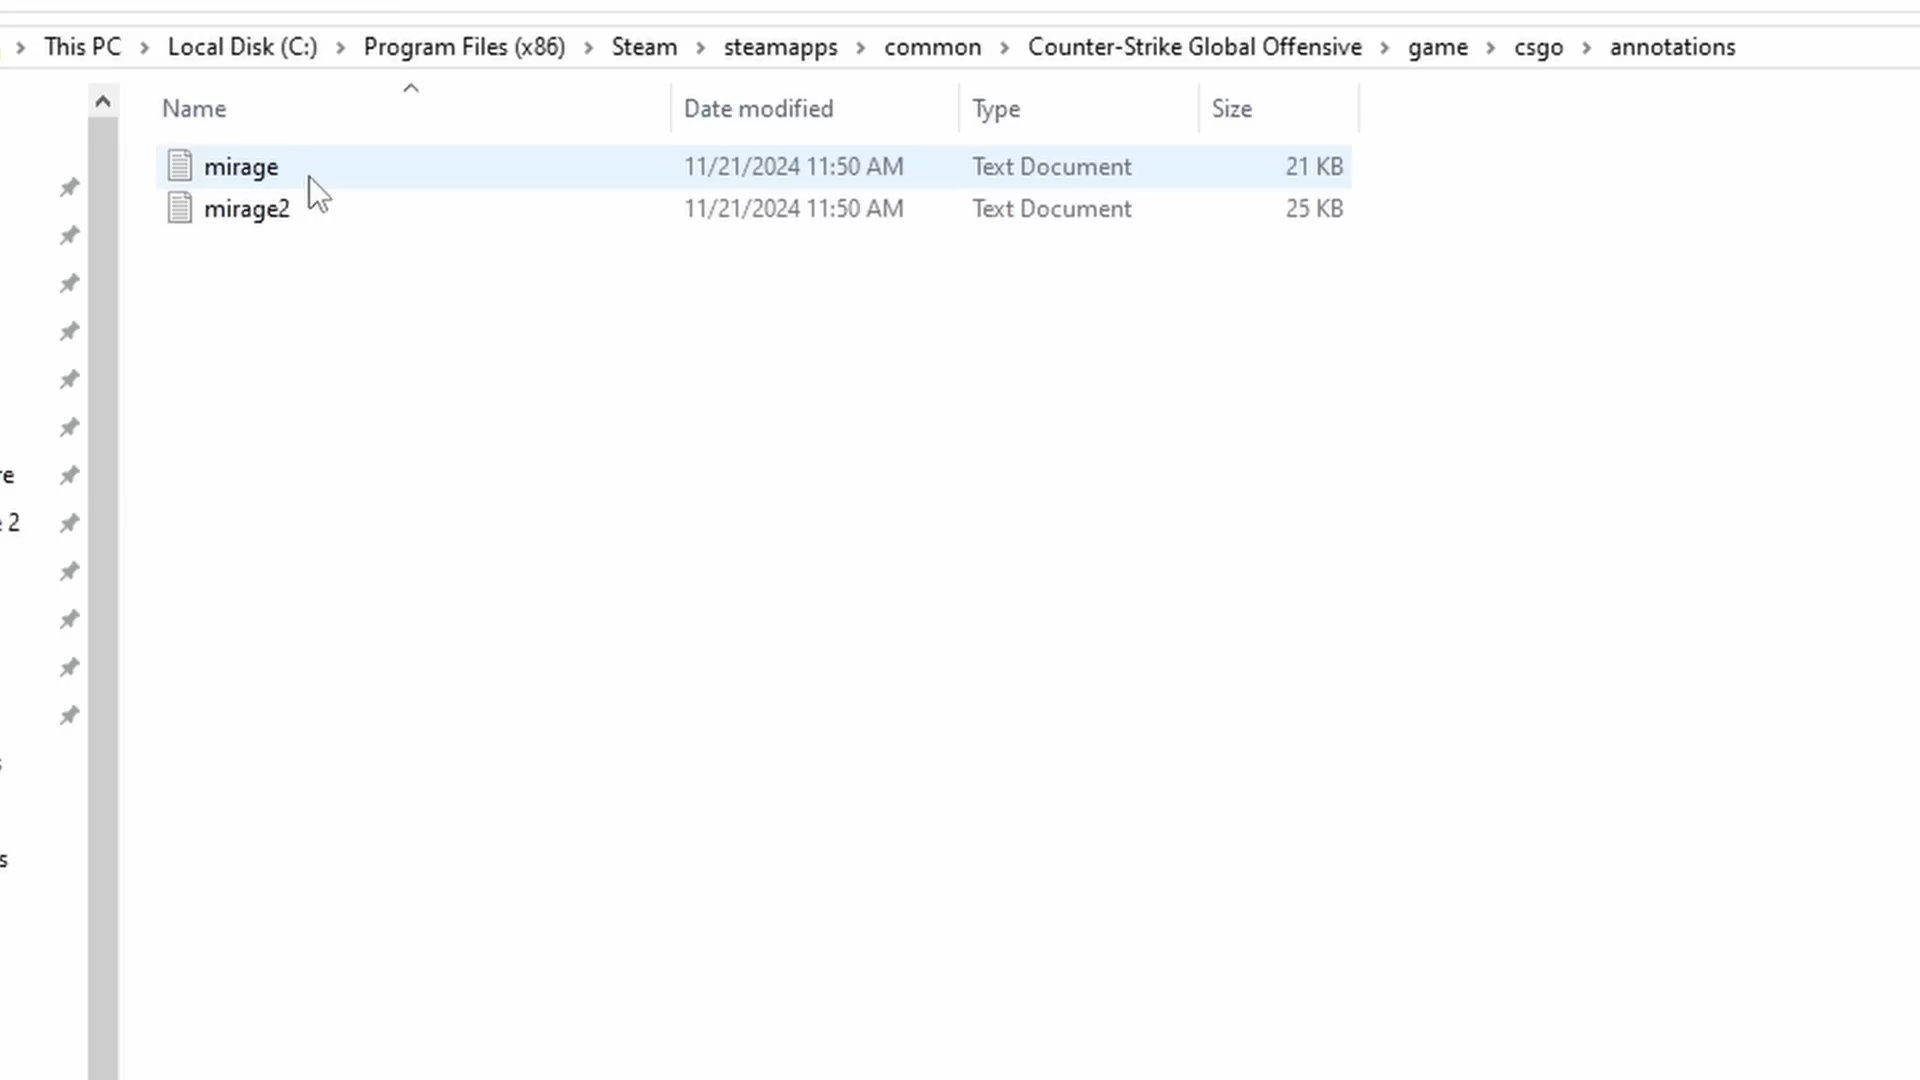 This PC > Local Disk (C:) > Program Files (x86) > Steam > steamapps > common > Counter-Strike Global Offensive > game > csgo > annotations
Name Date modified Type Size
mirage 11/21/2024 11:50 AM Text Document 21 KB
mirage2 11/21/2024 11:50 AM Text Document 25 KB
re
2
s
s